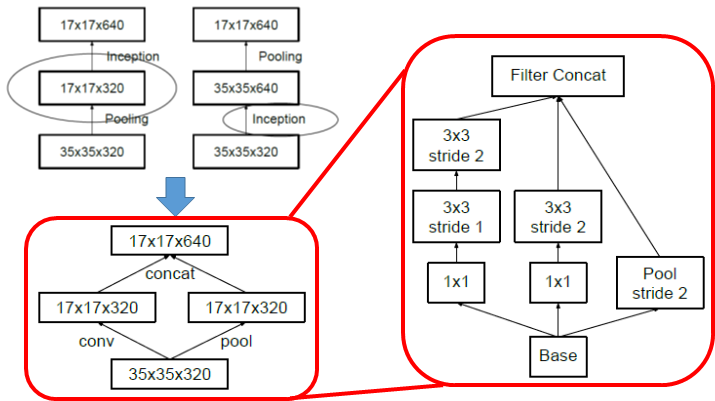 17x17x640
Inception
17x17x320
Pooling
35x35x320
17x17x640
Pooling
35x35x640
Inception
35x35x320
17x17x640
concat
17x17x320
17x17x320
conv
pool
35x35x320
Filter Concat
3x3
stride 2
3x3
stride 1
3x3
stride 2
1x1
1x1
Pool
stride 2
Base